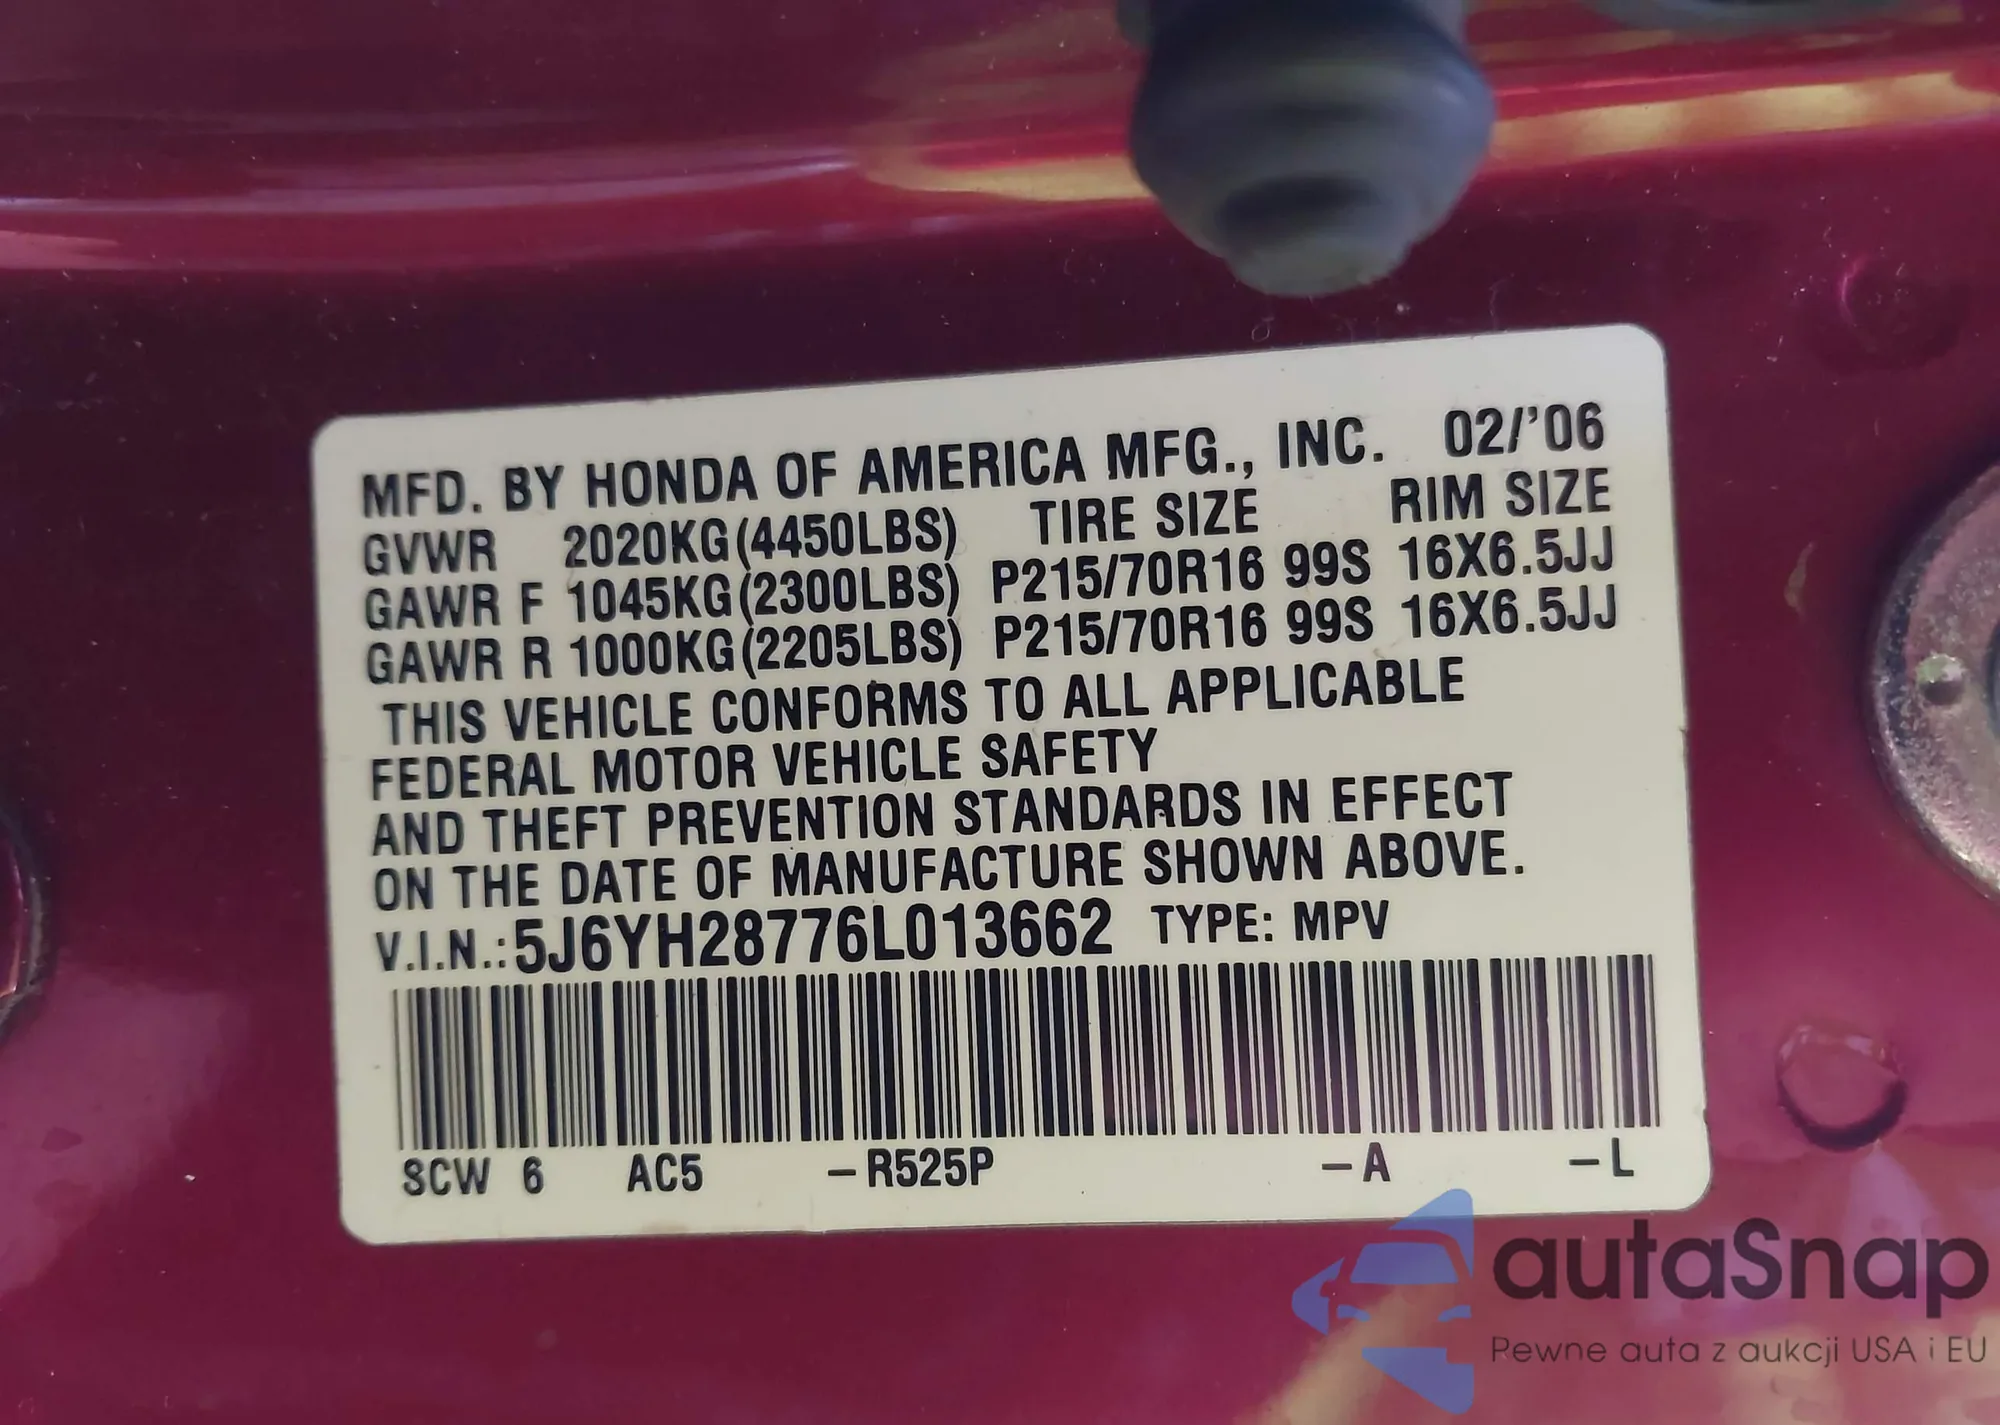 MFD. BY HONDA OF AMERICA MFG., INC. 02/'06
GVWR 2020KG(4450LBS) TIRE SIZE RIM SIZE
GAWR F 1045KG(2300LBS) P215/70R16 99S 16X6.5JJ
GAWR R 1000KG(2205LBS) P215/70R16 99S 16X6.5JJ
THIS VEHICLE CONFORMS TO ALL APPLICABLE
FEDERAL MOTOR VEHICLE SAFETY
AND THEFT PREVENTION STANDARDS IN EFFECT
ON THE DATE OF MANUFACTURE SHOWN ABOVE.
V.I.N.:5J6YH28776L013662 TYPE: MPV
SCW 6 AC5 –R525P –A –L
autaSnap
Pewne auta z aukcji USA i EU